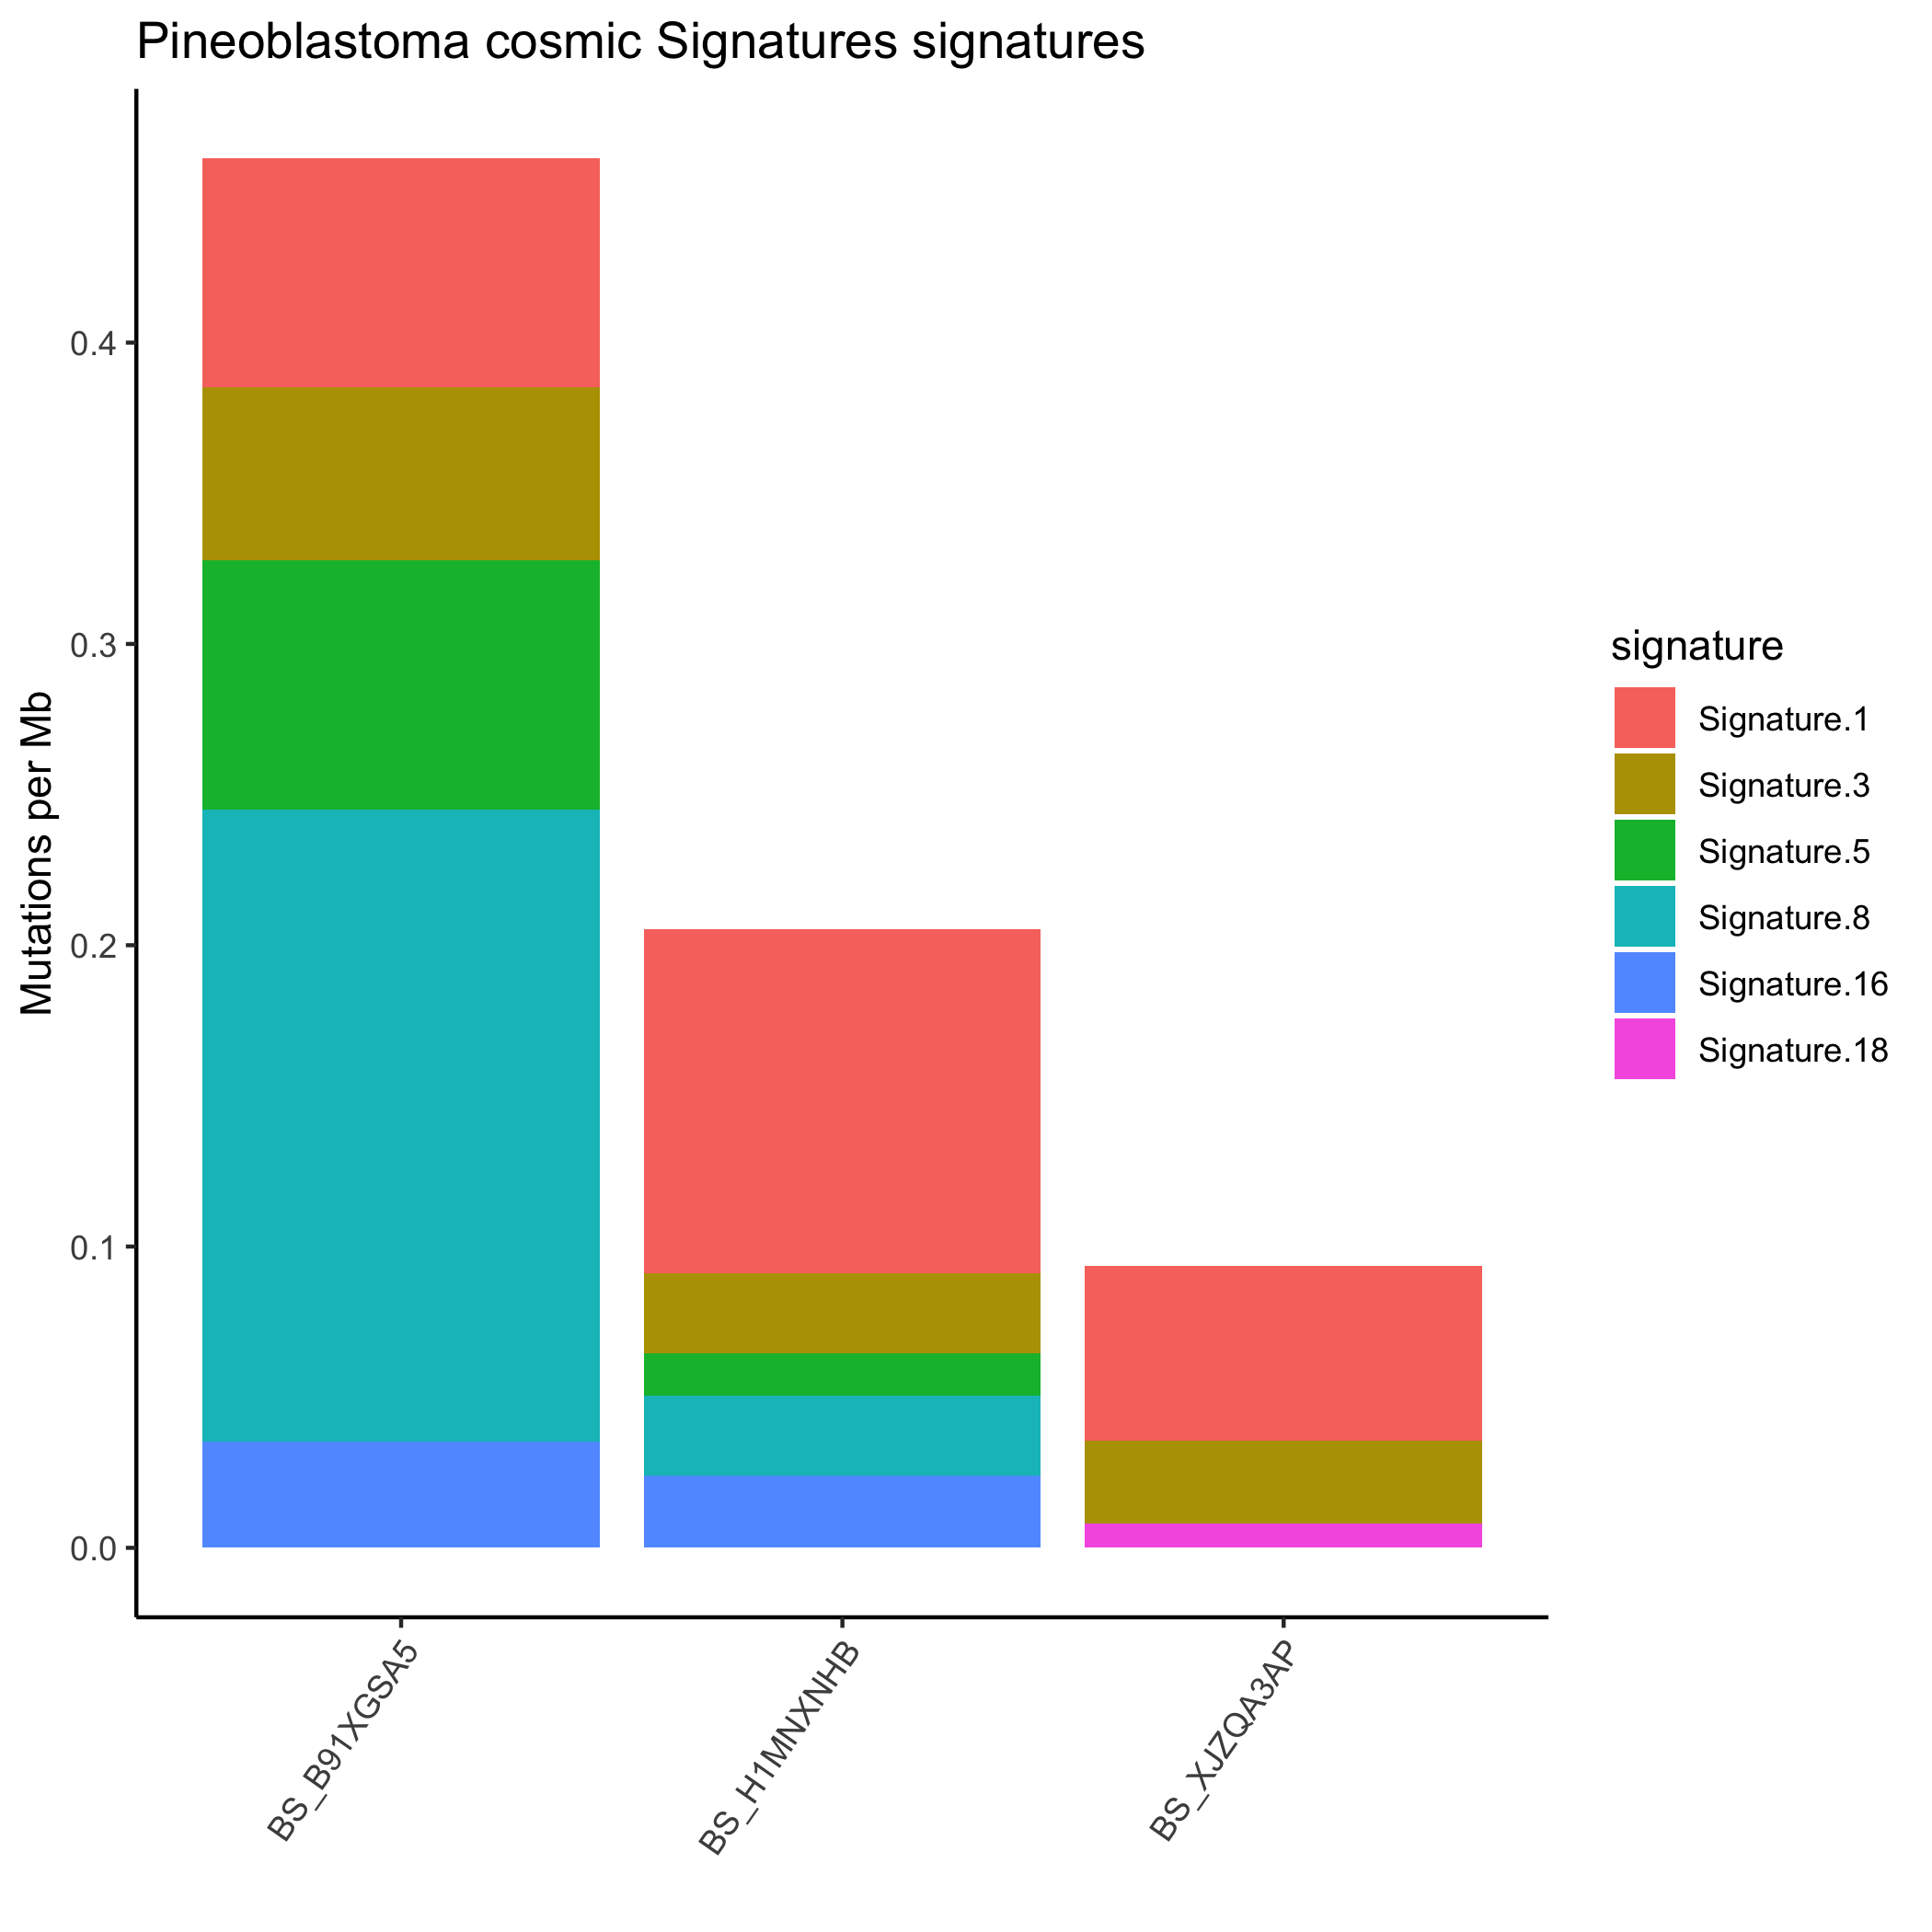 Pineoblastoma cosmic Signatures signatures
Mutations per Mb
0.4
0.3
0.2
0.1
0.0
BS_B91XGSA5
BS_H1MNXNHB
BS_XJZQA3AP
signature
Signature.1
Signature.3
Signature.5
Signature.8
Signature.16
Signature.18